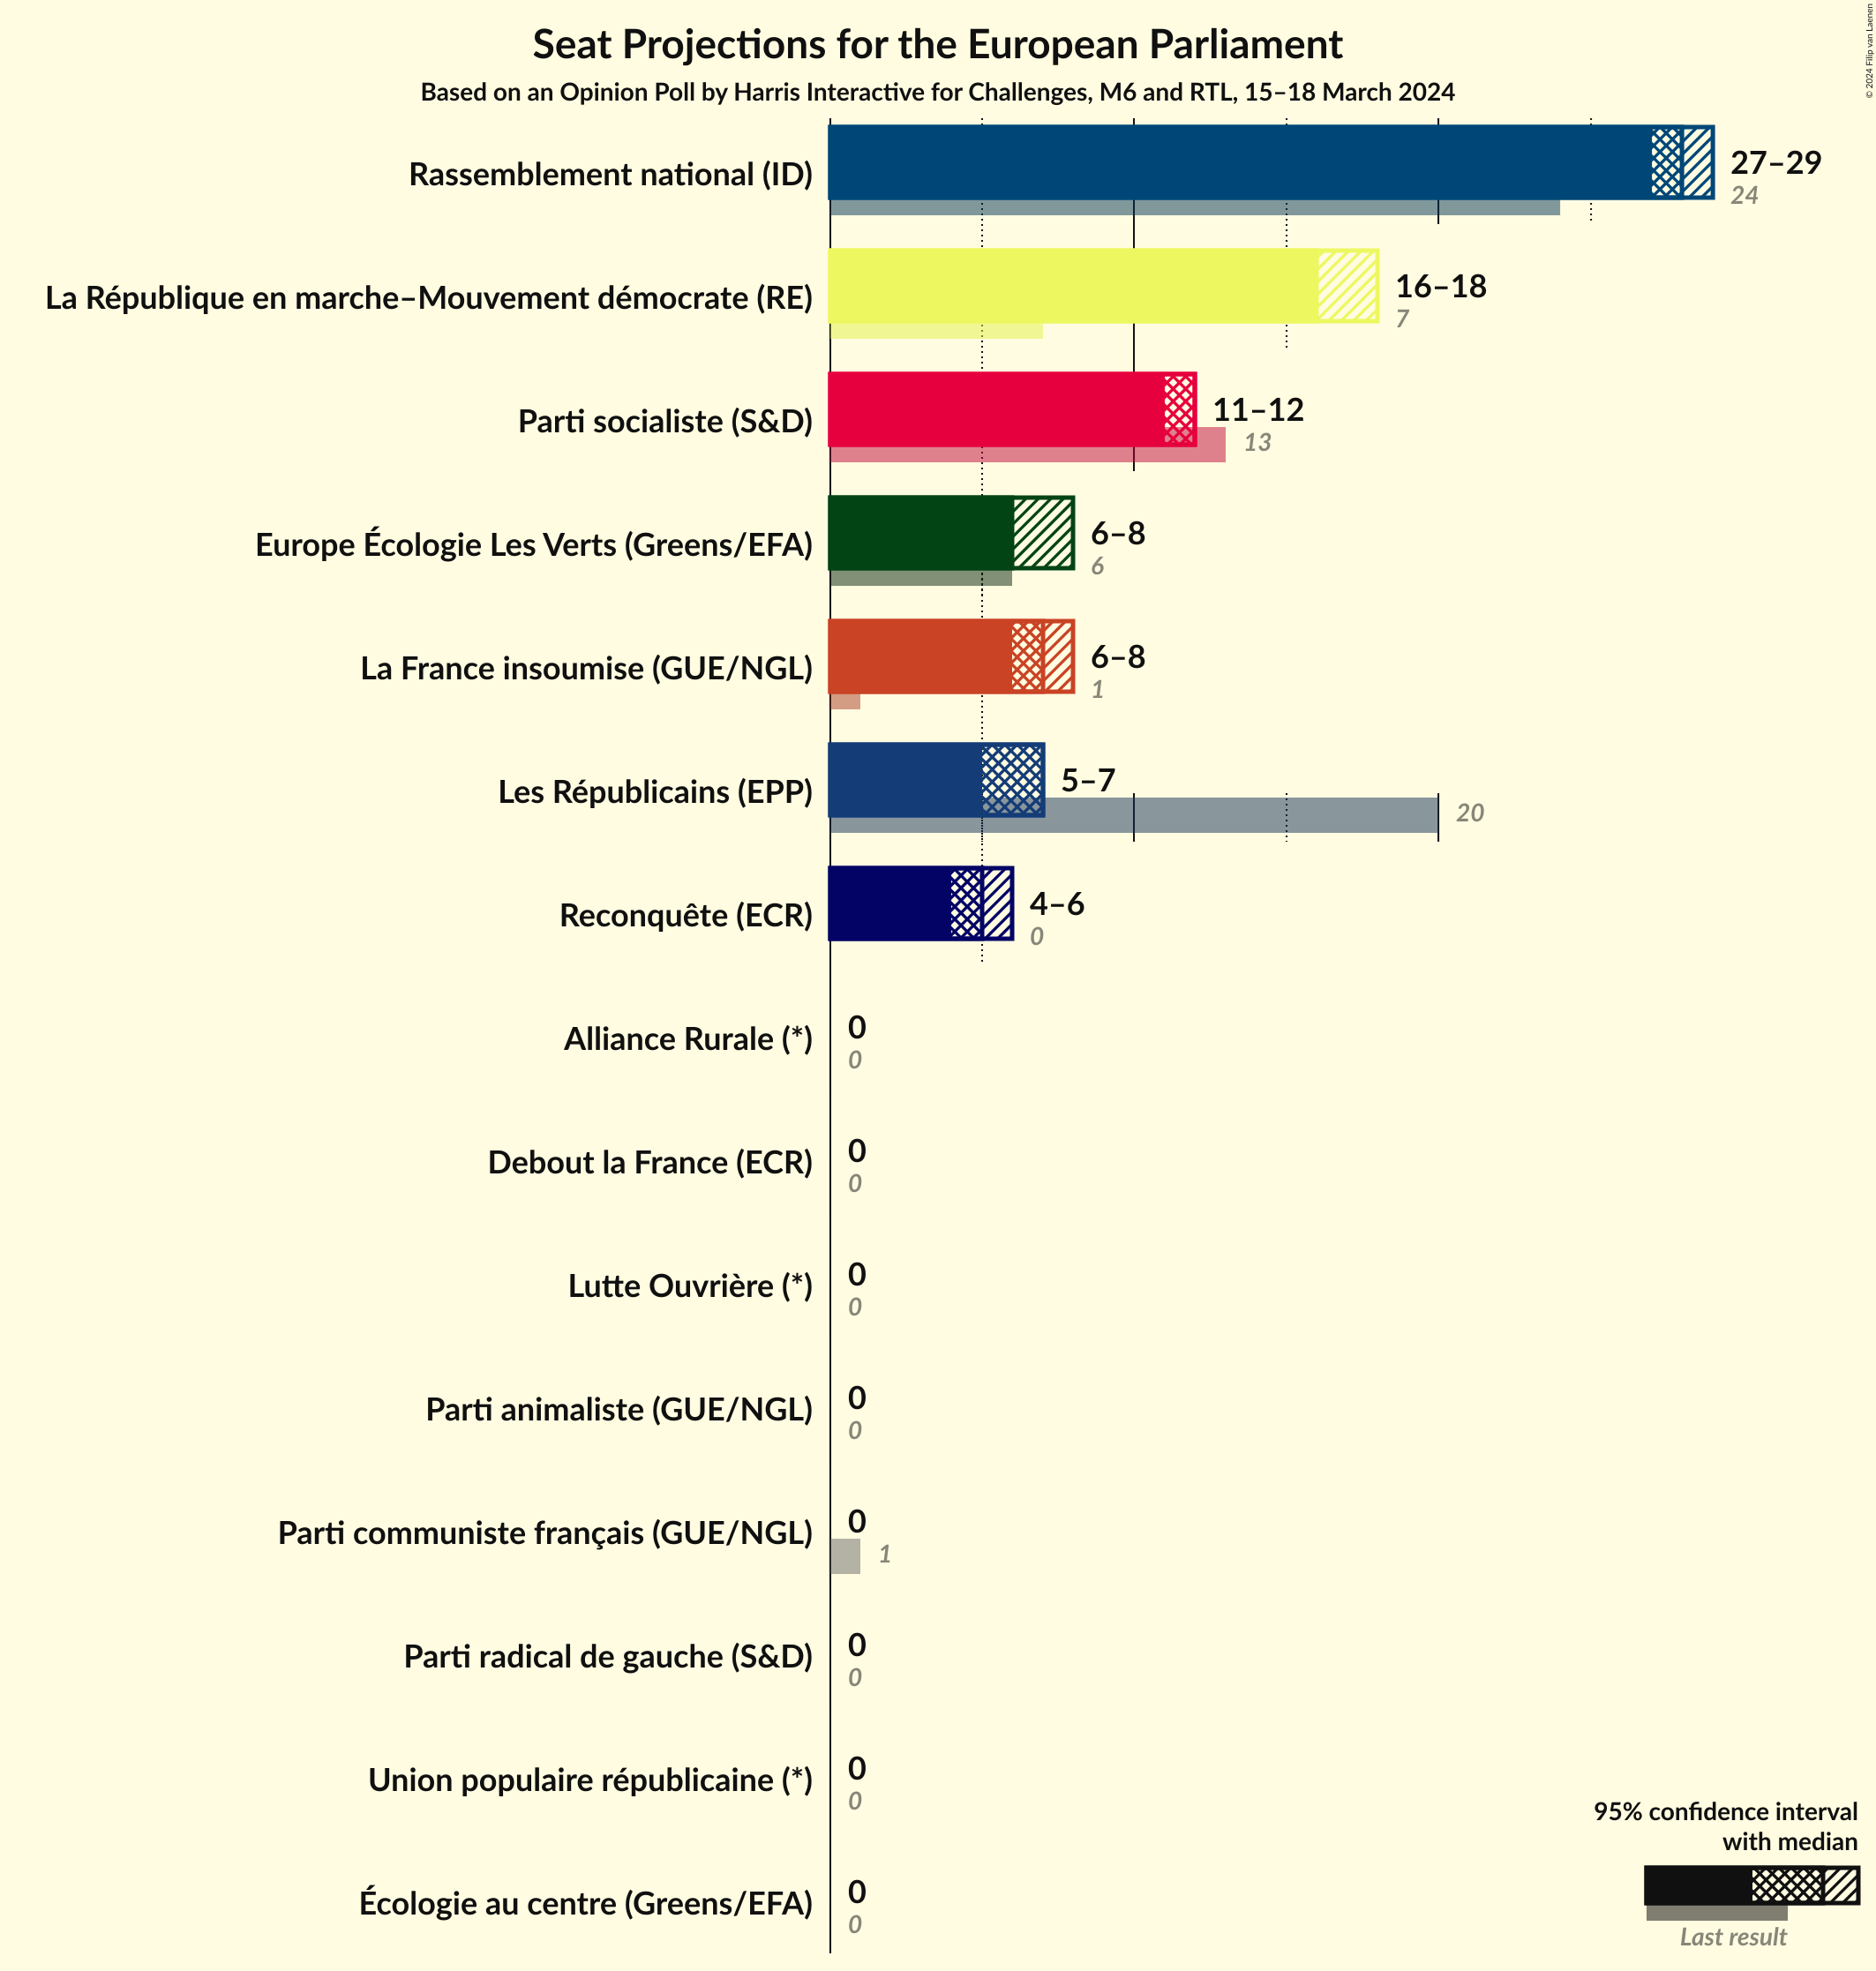 Seat Projections for the European Parliament
Based on an Opinion Poll by Harris Interactive for Challenges, M6 and RTL, 15–18 March 2024
© 2024 Filip van Laenen
Rassemblement national (ID)
27–29
24
La République en marche–Mouvement démocrate (RE)
16–18
7
Parti socialiste (S&D)
11–12
13
Europe Écologie Les Verts (Greens/EFA)
6–8
6
La France insoumise (GUE/NGL)
6–8
1
Les Républicains (EPP)
5–7
20
Reconquête (ECR)
4–6
0
Alliance Rurale (*)
0
0
Debout la France (ECR)
0
0
Lutte Ouvrière (*)
0
0
Parti animaliste (GUE/NGL)
0
0
Parti communiste français (GUE/NGL)
0
1
Parti radical de gauche (S&D)
0
0
Union populaire républicaine (*)
0
0
Écologie au centre (Greens/EFA)
0
0
95% confidence interval
with median
Last result